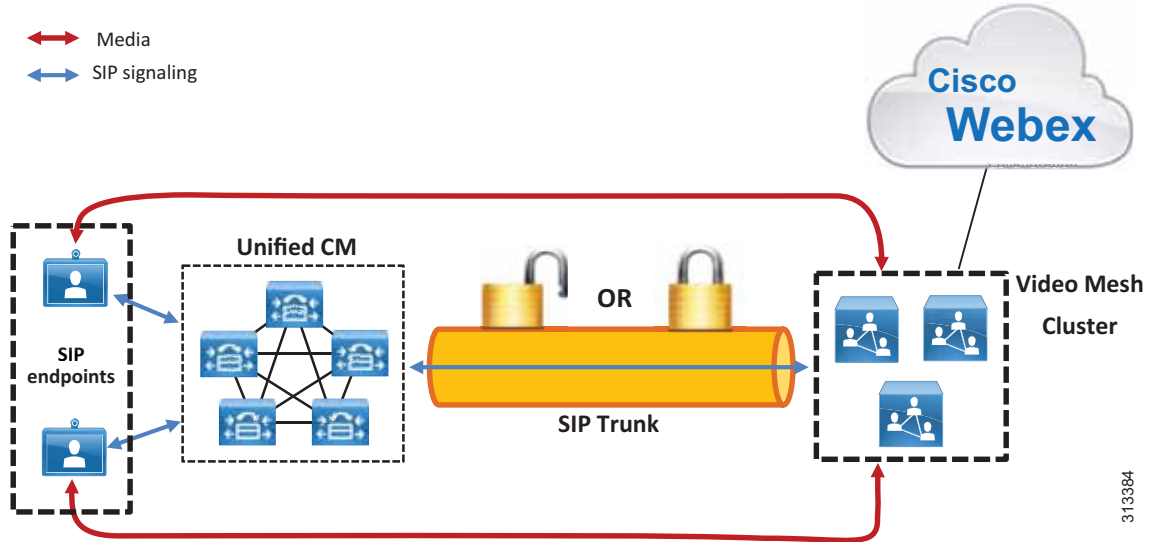 Media
SIP signaling
Cisco
Webex
Unified CM
OR
Video Mesh
Cluster
SIP
endpoints
SIP Trunk
313384